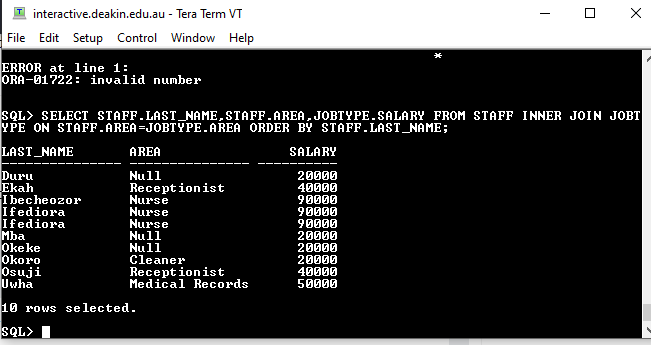 interactive.deakin.edu.au - Tera Term VT
File Edit Setup Control Window Help
*
ERROR at line 1:
ORA-01722: invalid number
SQL> SELECT STAFF.LAST_NAME,STAFF.AREA,JOBTYPE.SALARY FROM STAFF INNER JOIN JOBT
YPE ON STAFF.AREA=JOBTYPE.AREA ORDER BY STAFF.LAST_NAME;
LAST_NAME AREA SALARY
--------------- --------------- ----------
Duru Null 20000
Ekah Receptionist 40000
Ibecheozor Nurse 90000
Ifediora Nurse 90000
Ifediora Nurse 90000
Mba Null 20000
Okeke Null 20000
Okoro Cleaner 20000
Osuji Receptionist 40000
Uwha Medical Records 50000
10 rows selected.
SQL>